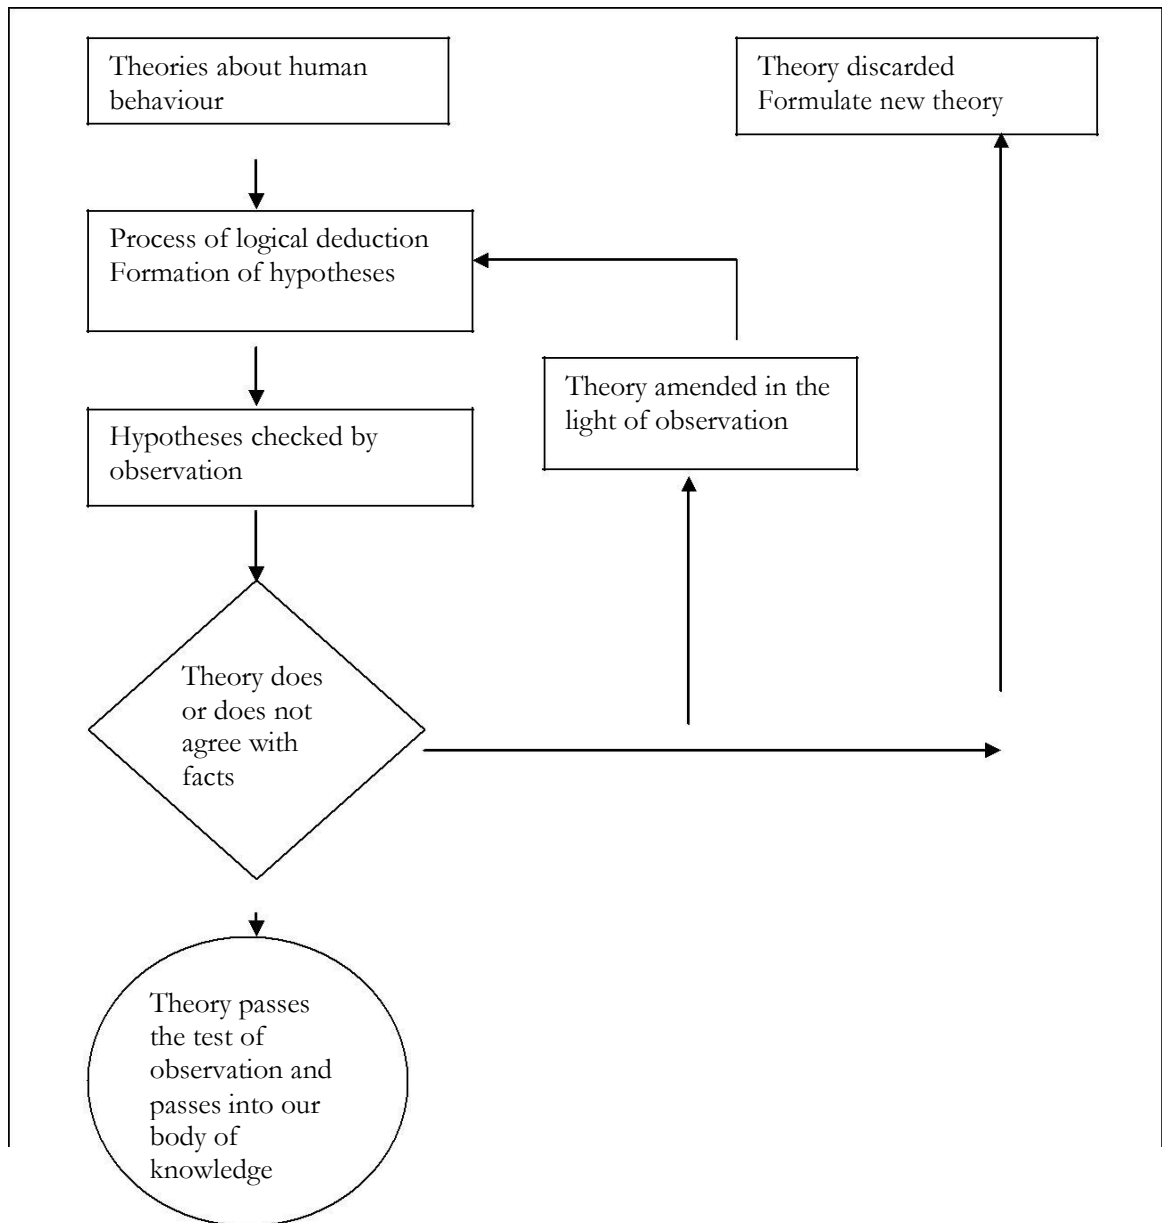 Theories about human
behaviour
Theory discarded
Formulate new theory
Process of logical deduction
Formation of hypotheses
Theory amended in the
light of observation
Hypotheses checked by
observation
Theory does
or does not
agree with
facts
Theory passes
the test of
observation and
passes into our
body of
knowledge